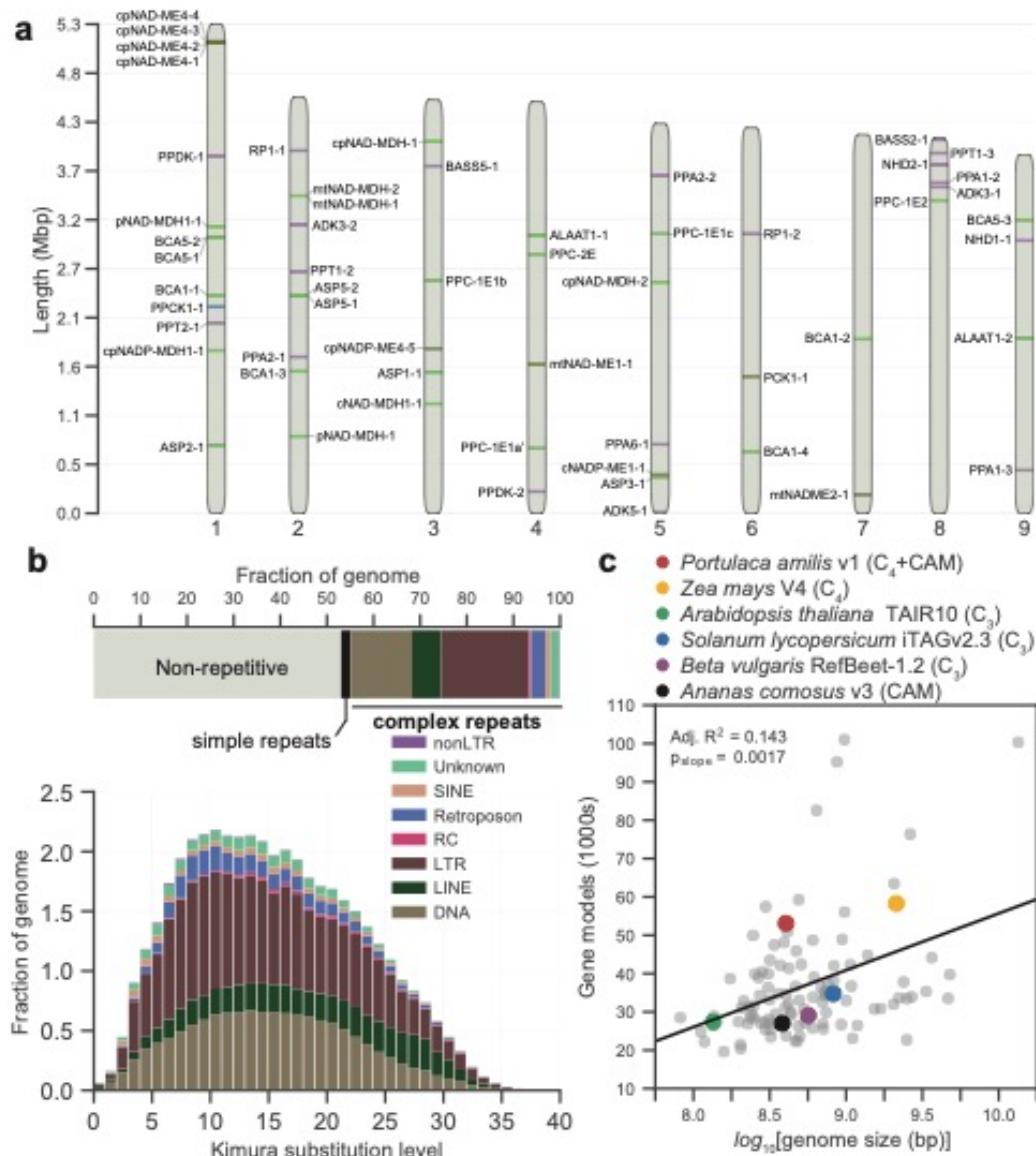 a
Length (Mbp)
5.3
4.8
4.3
3.7
3.2
2.7
2.1
1.6
1.1
0.5
0.0
cpNAD-ME4-4
cpNAD-ME4-3
cpNAD-ME4-2
cpNAD-ME4-1
PPDK-1
pNAD-MDH1-1
BCA5-2
BCA5-1
BCA1-1
PPCK1-1
PPT2-1
cpNADP-MDH1-1
ASP2-1
1
RP1-1
mtNAD-MDH-2
mtNAD-MDH-1
ADK3-2
PPT1-2
ASP5-2
ASP5-1
PPA2-1
BCA1-3
pNAD-MDH-1
2
cpNAD-MDH-1
BASS5-1
PPC-1E1b
cpNADP-ME4-5
ASP1-1
cNAD-MDH1-1
3
ALAAT1-1
PPC-2E
mtNAD-ME1-1
PPC-1E1a'
PPDK-2
4
PPA2-2
PPC-1E1c
cpNAD-MDH-2
PPA6-1
cNADP-ME1-1
ASP3-1
ADK5-1
5
RP1-2
PCK1-1
BCA1-4
6
BCA1-2
mtNADME2-1
7
BASS2-1
PPT1-3
NHD2-1
PPA1-2
ADK3-1
PPC-1E2
8
BCA5-3
NHD1-1
ALAAT1-2
PPA1-3
9
b
Fraction of genome
0 10 20 30 40 50 60 70 80 90 100
Non-repetitive
simple repeats
complex repeats
nonLTR
Unknown
SINE
Retroposon
RC
LTR
LINE
DNA
Fraction of genome
2.5
2.0
1.5
1.0
0.5
0.0
0 5 10 15 20 25 30 35 40
Kimura substitution level
c
Portulaca amilis v1 (C₄+CAM)
Zea mays V4 (C₄)
Arabidopsis thaliana TAIR10 (C₃)
Solanum lycopersicum iTAGv2.3 (C₃)
Beta vulgaris RefBeet-1.2 (C₃)
Ananas comosus v3 (CAM)
Adj. R² = 0.143
pslope = 0.0017
Gene models (1000s)
110
100
90
80
70
60
50
40
30
20
10
8.0 8.5 9.0 9.5 10.0
log₁₀[genome size (bp)]